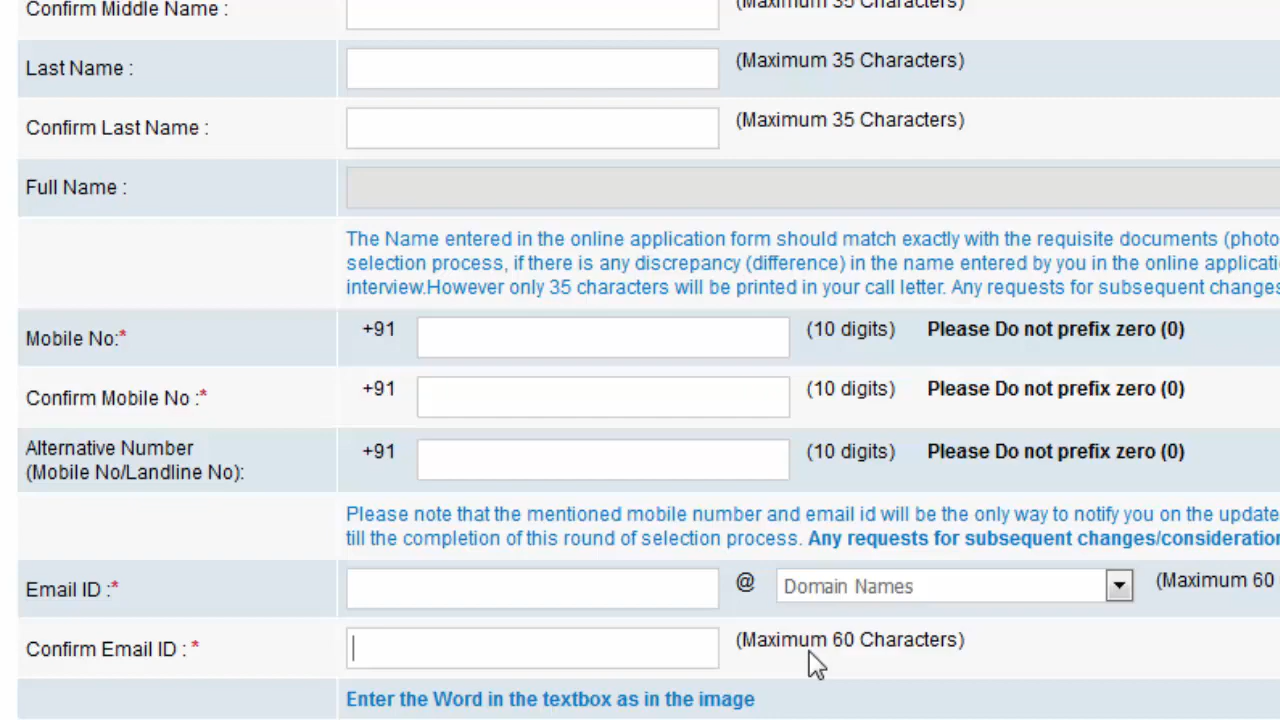 Confirm Middle Name :
(Maximum 35 Characters)
Last Name :
(Maximum 35 Characters)
Confirm Last Name :
(Maximum 35 Characters)
Full Name :
The Name entered in the online application form should match exactly with the requisite documents (photo
selection process, if there is any discrepancy (difference) in the name entered by you in the online applicati
interview.However only 35 characters will be printed in your call letter. Any requests for subsequent changes
Mobile No:* +91 (10 digits) Please Do not prefix zero (0)
Confirm Mobile No :* +91 (10 digits) Please Do not prefix zero (0)
Alternative Number
(Mobile No/Landline No): +91 (10 digits) Please Do not prefix zero (0)
Please note that the mentioned mobile number and email id will be the only way to notify you on the update
till the completion of this round of selection process. Any requests for subsequent changes/consideration
Email ID :* @ Domain Names (Maximum 60
Confirm Email ID : * (Maximum 60 Characters)
Enter the Word in the textbox as in the image